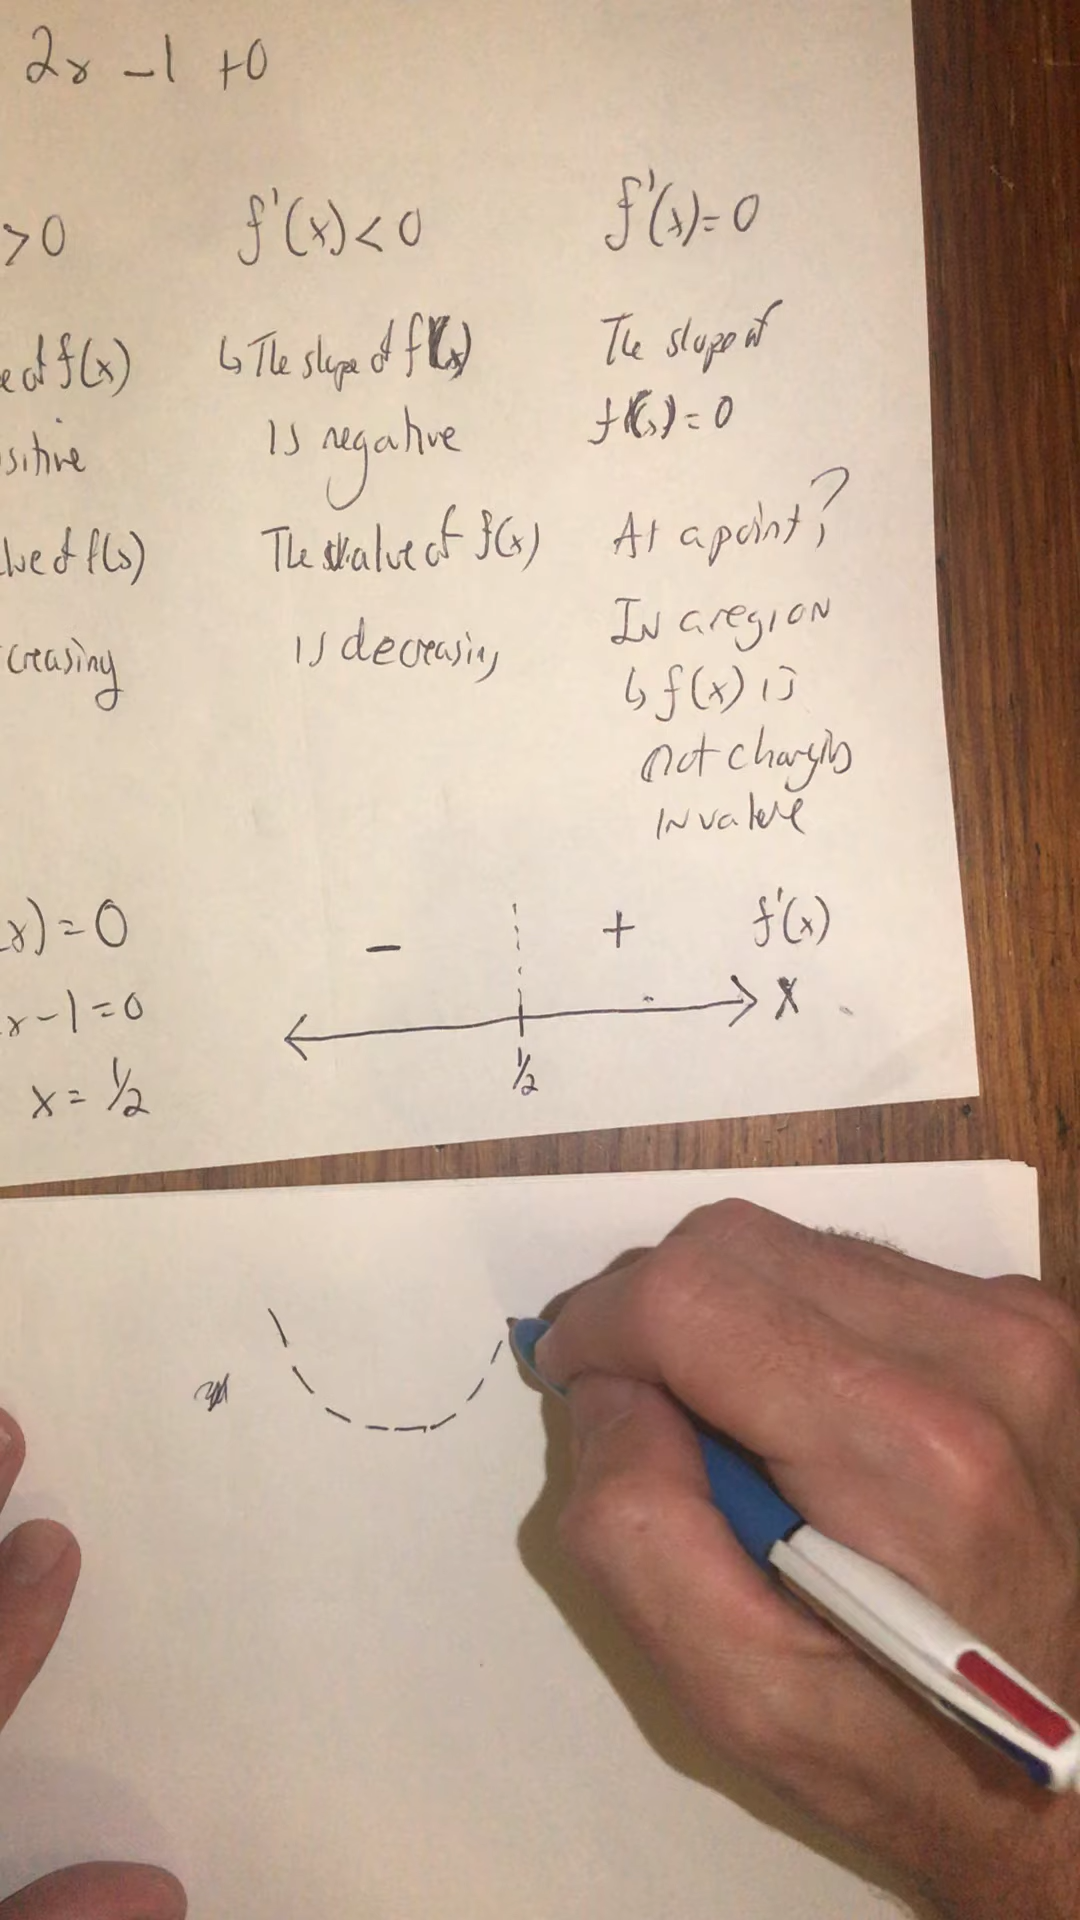 2x -1 +0
>0
f'(x)<0
f'(x)=0
e of f(x)
↳ The slope of f(x)
The slope of
sitive
is negative
f(x)=0
lue of f(x)
The value of f(x)
At a point?
creasing
is decreasing
In a region
↳ f(x) is
not changing
in value
x)=0
- +
f'(x)
x-1=0
X
x=1/2
1/2